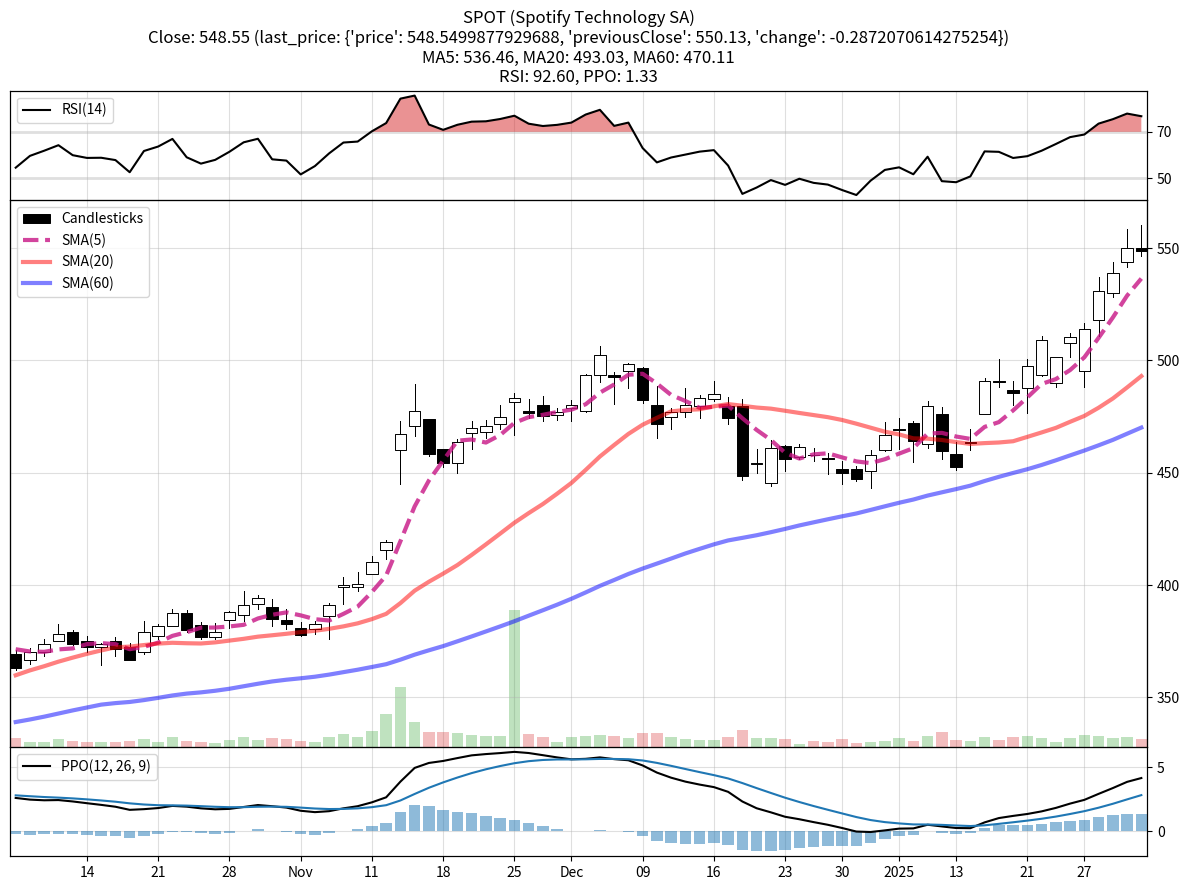 SPOT (Spotify Technology SA)
Close: 548.55 (last_price: {'price': 548.5499877929688, 'previousClose': 550.13, 'change': -0.2872070614275254})
MA5: 536.46, MA20: 493.03, MA60: 470.11
RSI: 92.60, PPO: 1.33
RSI(14)
70
50
Candlesticks
SMA(5)
SMA(20)
SMA(60)
550
500
450
400
350
PPO(12, 26, 9)
5
0
14 21 28 Nov 11 18 25 Dec 09 16 23 30 2025 13 21 27